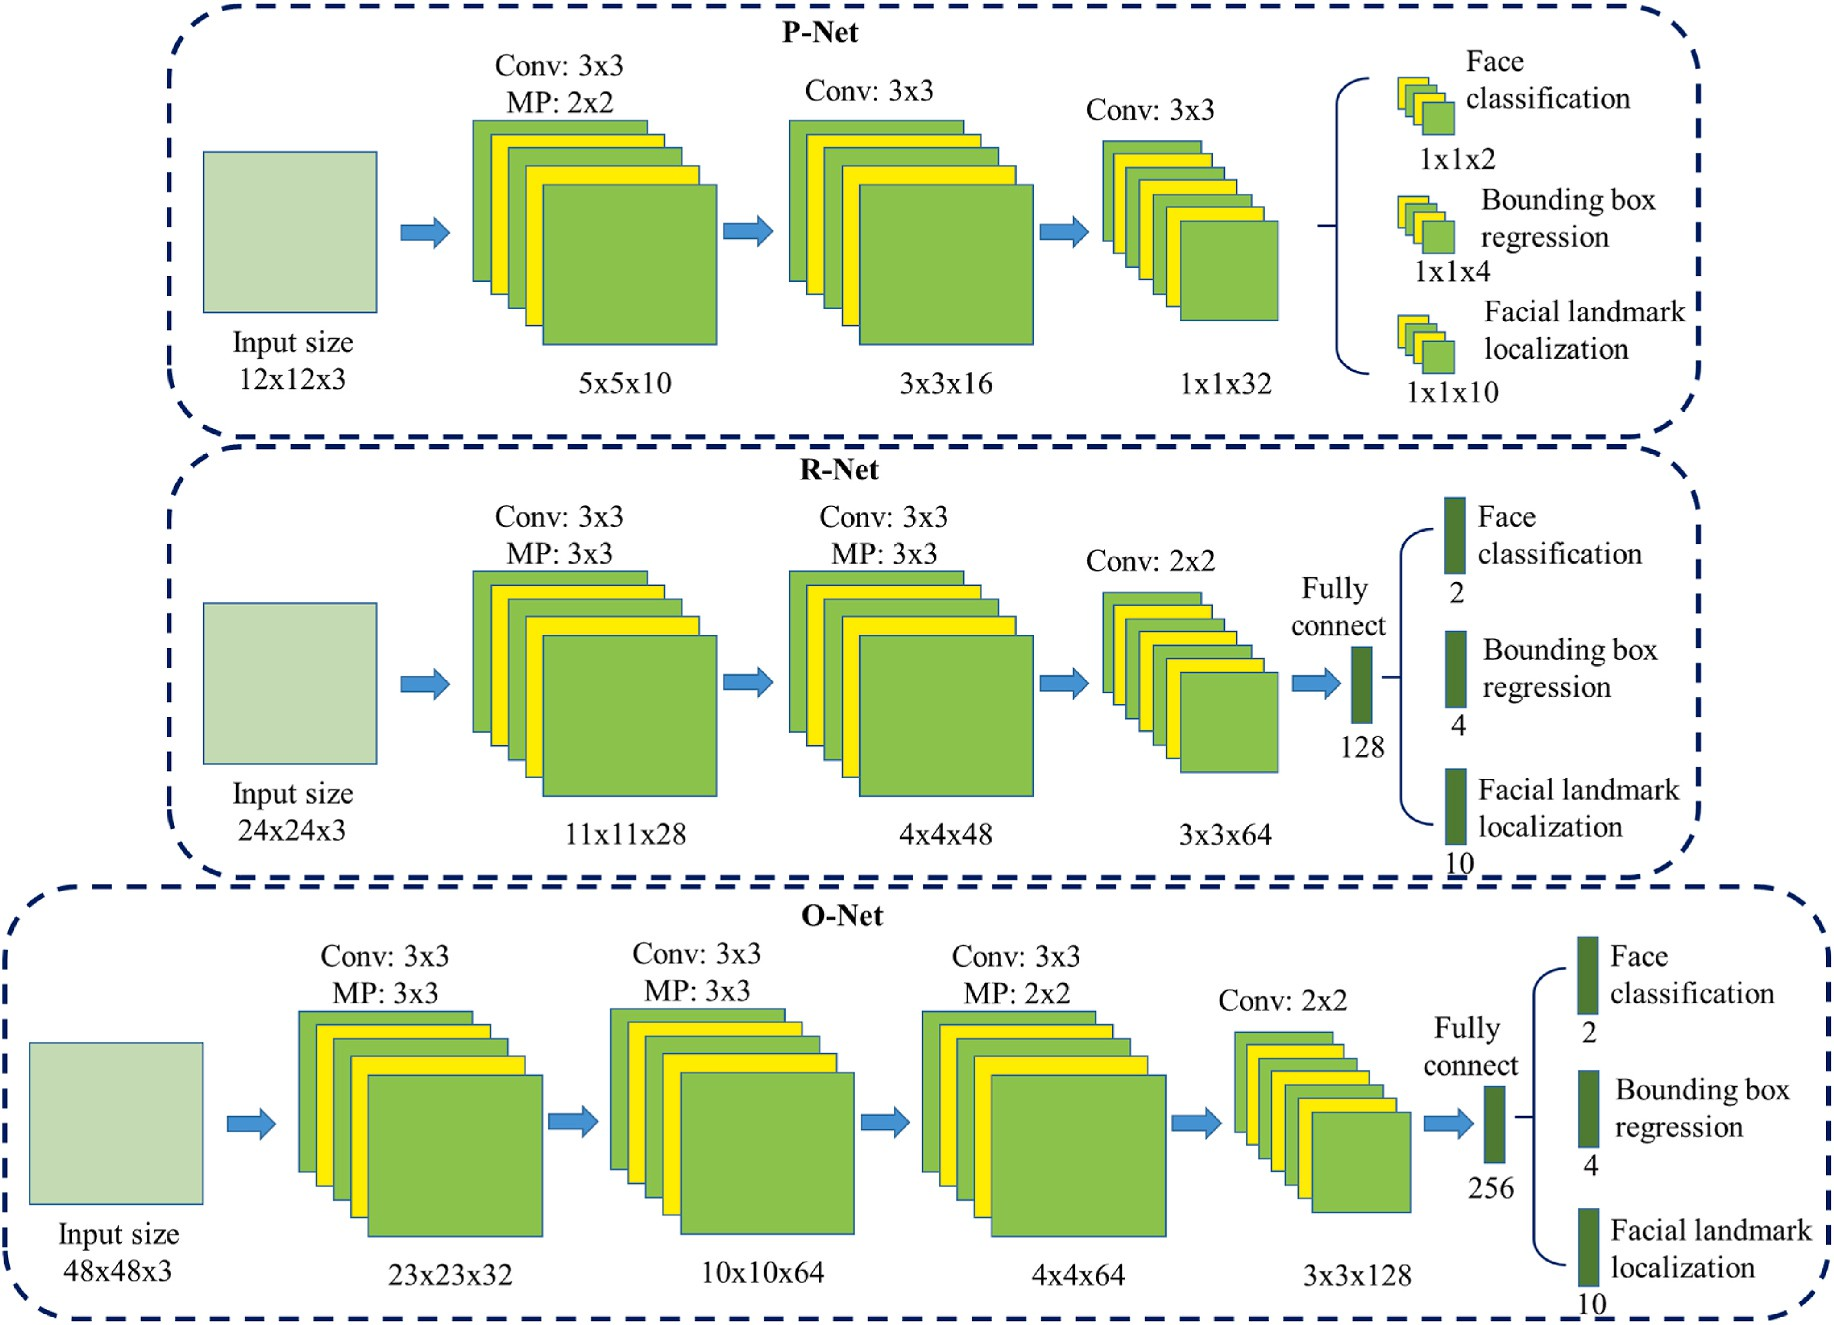 P-Net
Conv: 3x3
MP: 2x2
Conv: 3x3
Conv: 3x3
Input size
12x12x3
5x5x10
3x3x16
1x1x32
Face
classification
1x1x2
Bounding box
regression
1x1x4
Facial landmark
localization
1x1x10
R-Net
Conv: 3x3
MP: 3x3
Conv: 3x3
MP: 3x3
Conv: 2x2
Fully
connect
Input size
24x24x3
11x11x28
4x4x48
3x3x64
128
Face
classification
2
Bounding box
regression
4
Facial landmark
localization
10
O-Net
Conv: 3x3
MP: 3x3
Conv: 3x3
MP: 3x3
Conv: 3x3
MP: 2x2
Conv: 2x2
Fully
connect
Input size
48x48x3
23x23x32
10x10x64
4x4x64
3x3x128
256
Face
classification
2
Bounding box
regression
4
Facial landmark
localization
10